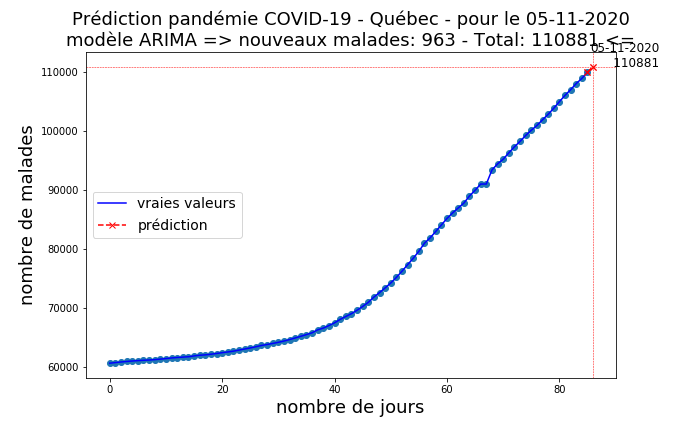 Prédiction pandémie COVID-19 - Québec - pour le 05-11-2020
modèle ARIMA => nouveaux malades: 963 - Total: 110881 <=
05-11-2020
110881
110000
100000
90000
80000
70000
60000
nombre de malades
vraies valeurs
prédiction
0 20 40 60 80
nombre de jours